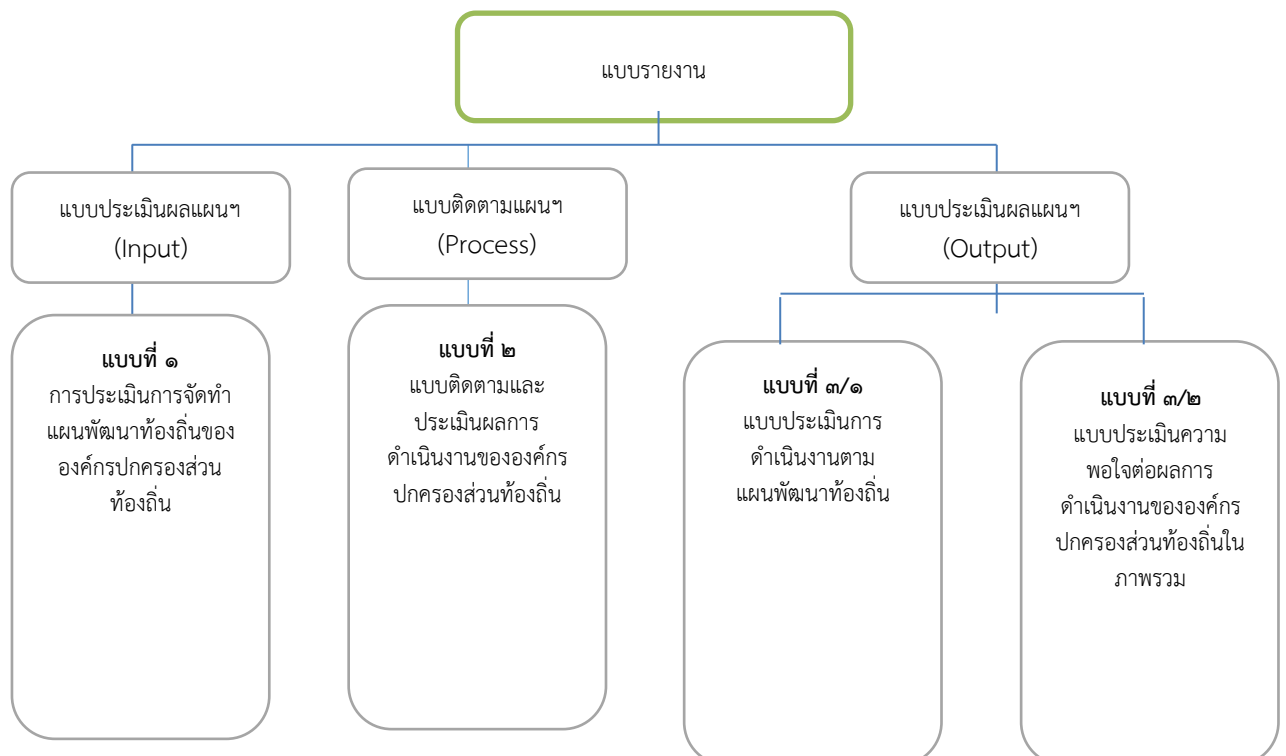 แบบรายงาน
แบบประเมินผลแผนฯ
(Input)
แบบติดตามแผนฯ
(Process)
แบบประเมินผลแผนฯ
(Output)
แบบที่ ๑
การประเมินการจัดทำ
แผนพัฒนาท้องถิ่นของ
องค์กรปกครองส่วน
ท้องถิ่น
แบบที่ ๒
แบบติดตามและ
ประเมินผลการ
ดำเนินงานขององค์กร
ปกครองส่วนท้องถิ่น
แบบที่ ๓/๑
แบบประเมินการ
ดำเนินงานตาม
แผนพัฒนาท้องถิ่น
แบบที่ ๓/๒
แบบประเมินความ
พอใจต่อผลการ
ดำเนินงานขององค์กร
ปกครองส่วนท้องถิ่นใน
ภาพรวม